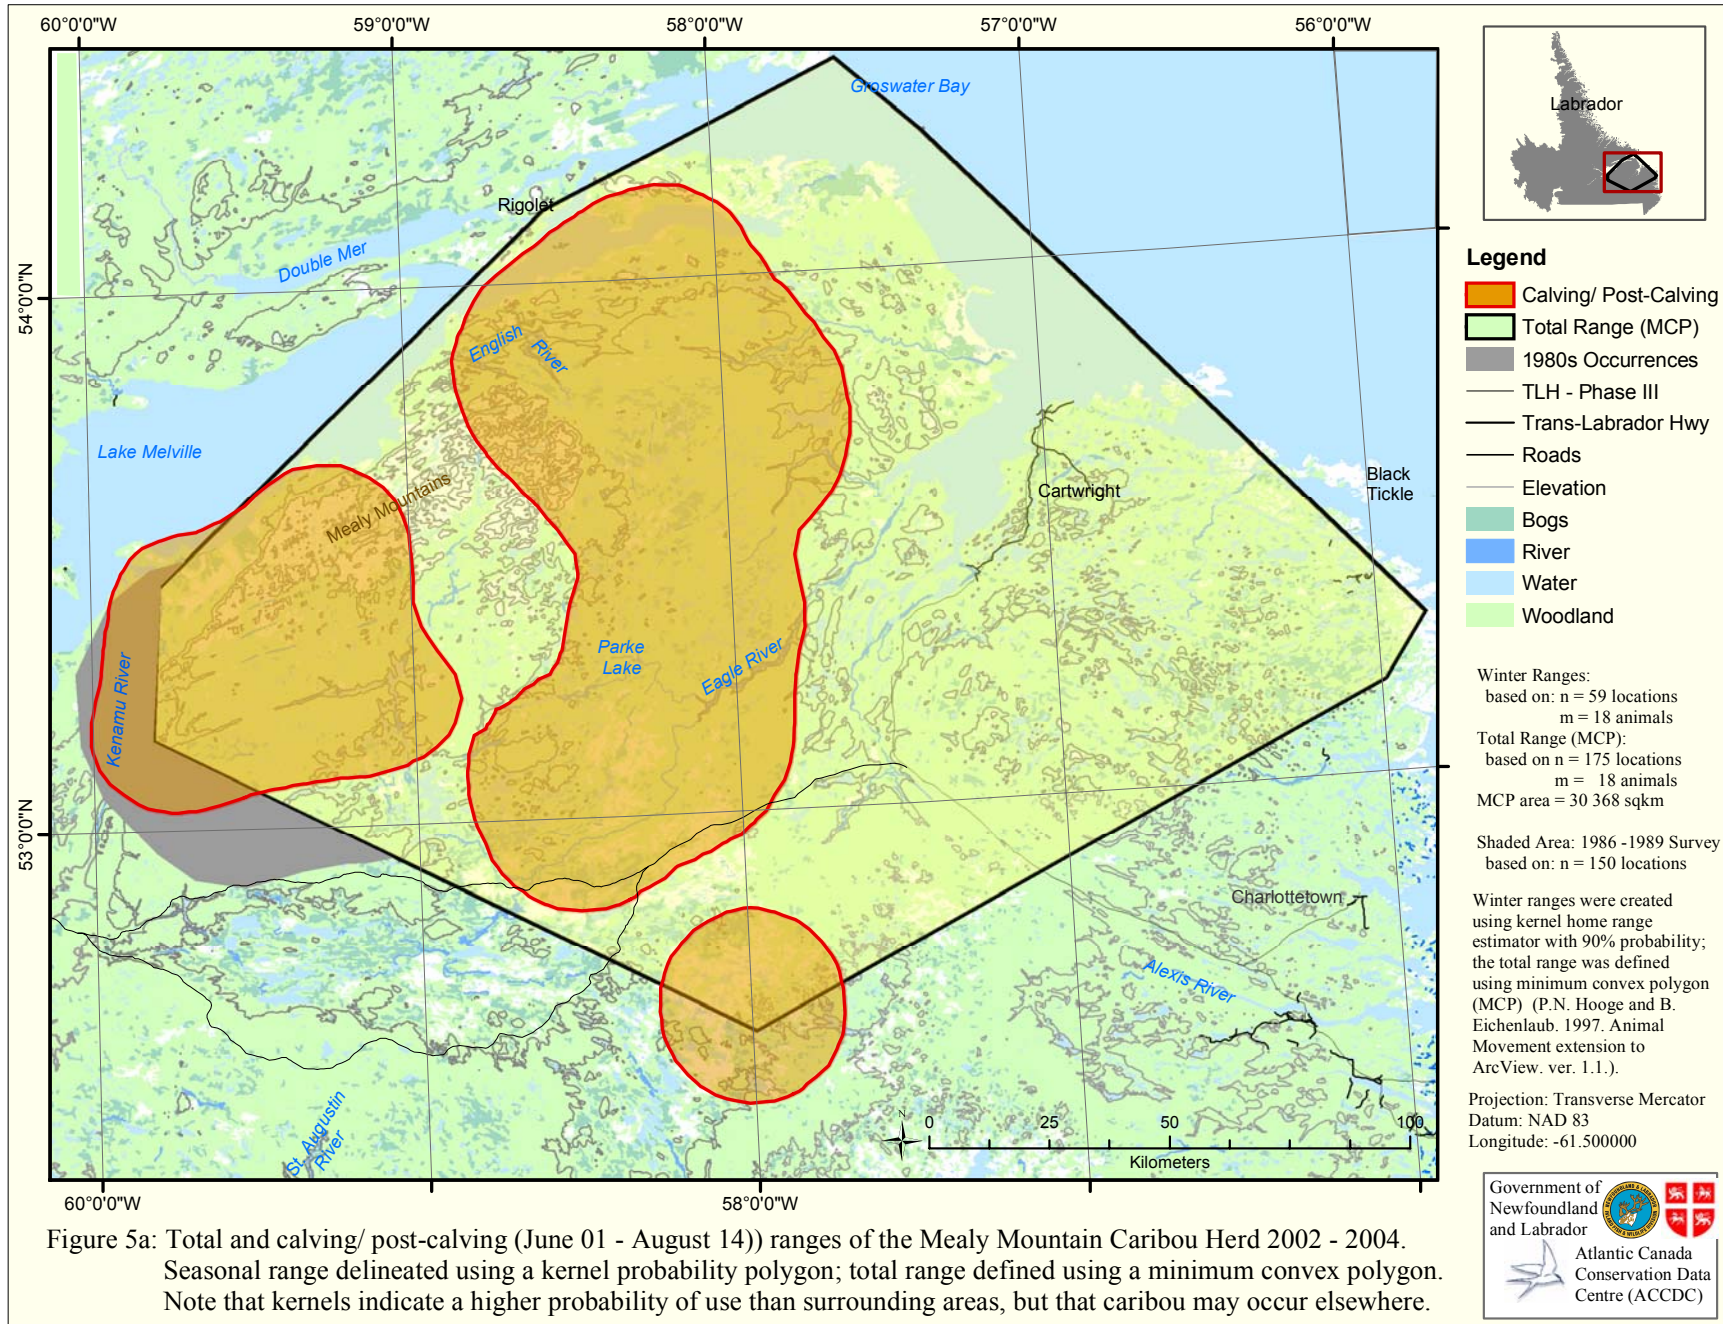 60°0'0"W 59°0'0"W 58°0'0"W 57°0'0"W 56°0'0"W
54°0'0"N
53°0'0"N
60°0'0"W 58°0'0"W
Groswater Bay
Rigolet
Double Mer
English
River
Lake Melville
Mealy Mountains
Cartwright
Black
Tickle
Parke
Lake
Eagle River
Kenamu River
Charlottetown
Alexis River
St. Augustin
River
N
0 25 50 100
Kilometers
Labrador
Legend
Calving/ Post-Calving
Total Range (MCP)
1980s Occurrences
TLH - Phase III
Trans-Labrador Hwy
Roads
Elevation
Bogs
River
Water
Woodland
Winter Ranges:
based on: n = 59 locations
m = 18 animals
Total Range (MCP):
based on n = 175 locations
m = 18 animals
MCP area = 30 368 sqkm
Shaded Area: 1986 -1989 Survey
based on: n = 150 locations
Winter ranges were created
using kernel home range
estimator with 90% probability;
the total range was defined
using minimum convex polygon
(MCP) (P.N. Hooge and B.
Eichenlaub. 1997. Animal
Movement extension to
ArcView. ver. 1.1.).
Projection: Transverse Mercator
Datum: NAD 83
Longitude: -61.500000
Government of
Newfoundland
and Labrador
Atlantic Canada
Conservation Data
Centre (ACCDC)
Figure 5a: Total and calving/ post-calving (June 01 - August 14)) ranges of the Mealy Mountain Caribou Herd 2002 - 2004.
Seasonal range delineated using a kernel probability polygon; total range defined using a minimum convex polygon.
Note that kernels indicate a higher probability of use than surrounding areas, but that caribou may occur elsewhere.